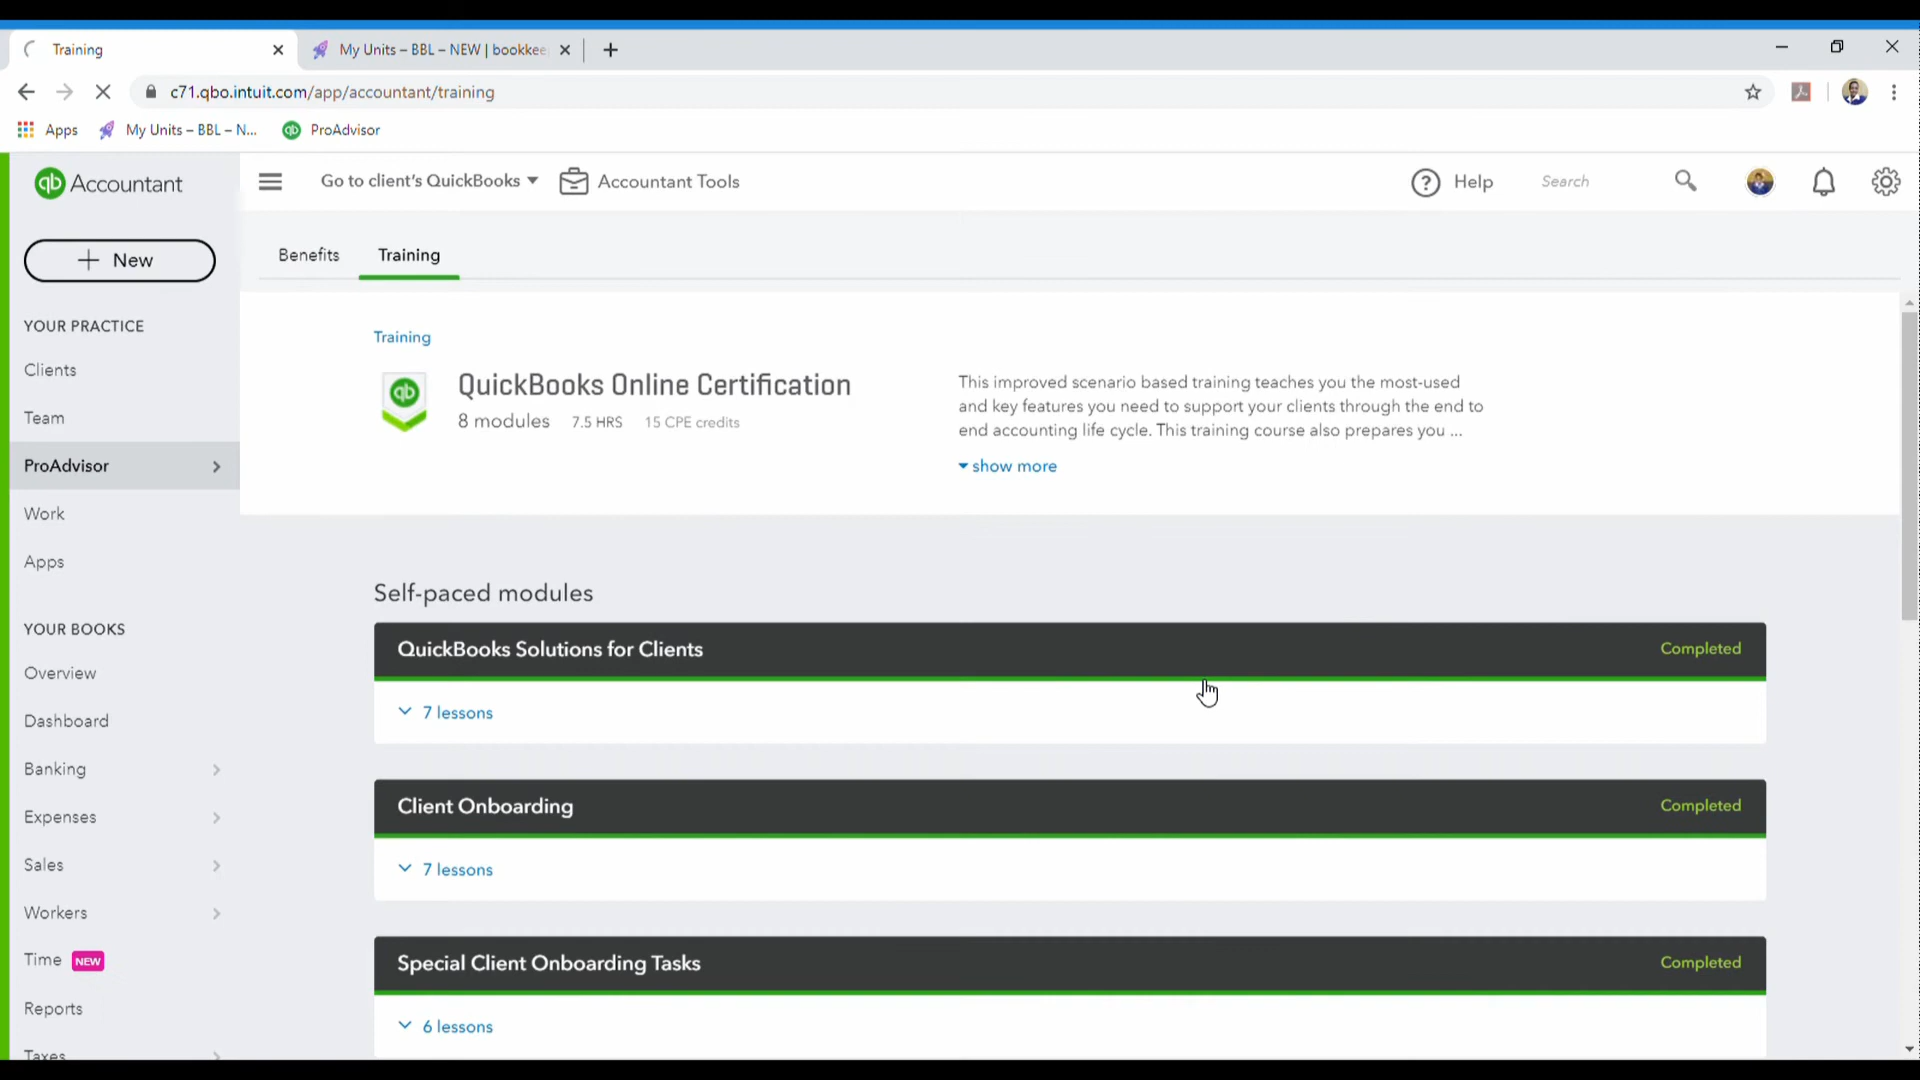 Training
My Units – BBL – NEW | bookkee
c71.qbo.intuit.com/app/accountant/training
Apps
My Units – BBL – N...
ProAdvisor
qb Accountant
Go to client's QuickBooks
Accountant Tools
? Help
Search
+ New
Benefits
Training
YOUR PRACTICE
Clients
Team
ProAdvisor
Work
Apps
YOUR BOOKS
Overview
Dashboard
Banking
Expenses
Sales
Workers
Time NEW
Reports
Taxes
Training
qb
QuickBooks Online Certification
8 modules 7.5 HRS 15 CPE credits
This improved scenario based training teaches you the most-used
and key features you need to support your clients through the end to
end accounting life cycle. This training course also prepares you ...
show more
Self-paced modules
QuickBooks Solutions for Clients Completed
7 lessons
Client Onboarding Completed
7 lessons
Special Client Onboarding Tasks Completed
6 lessons